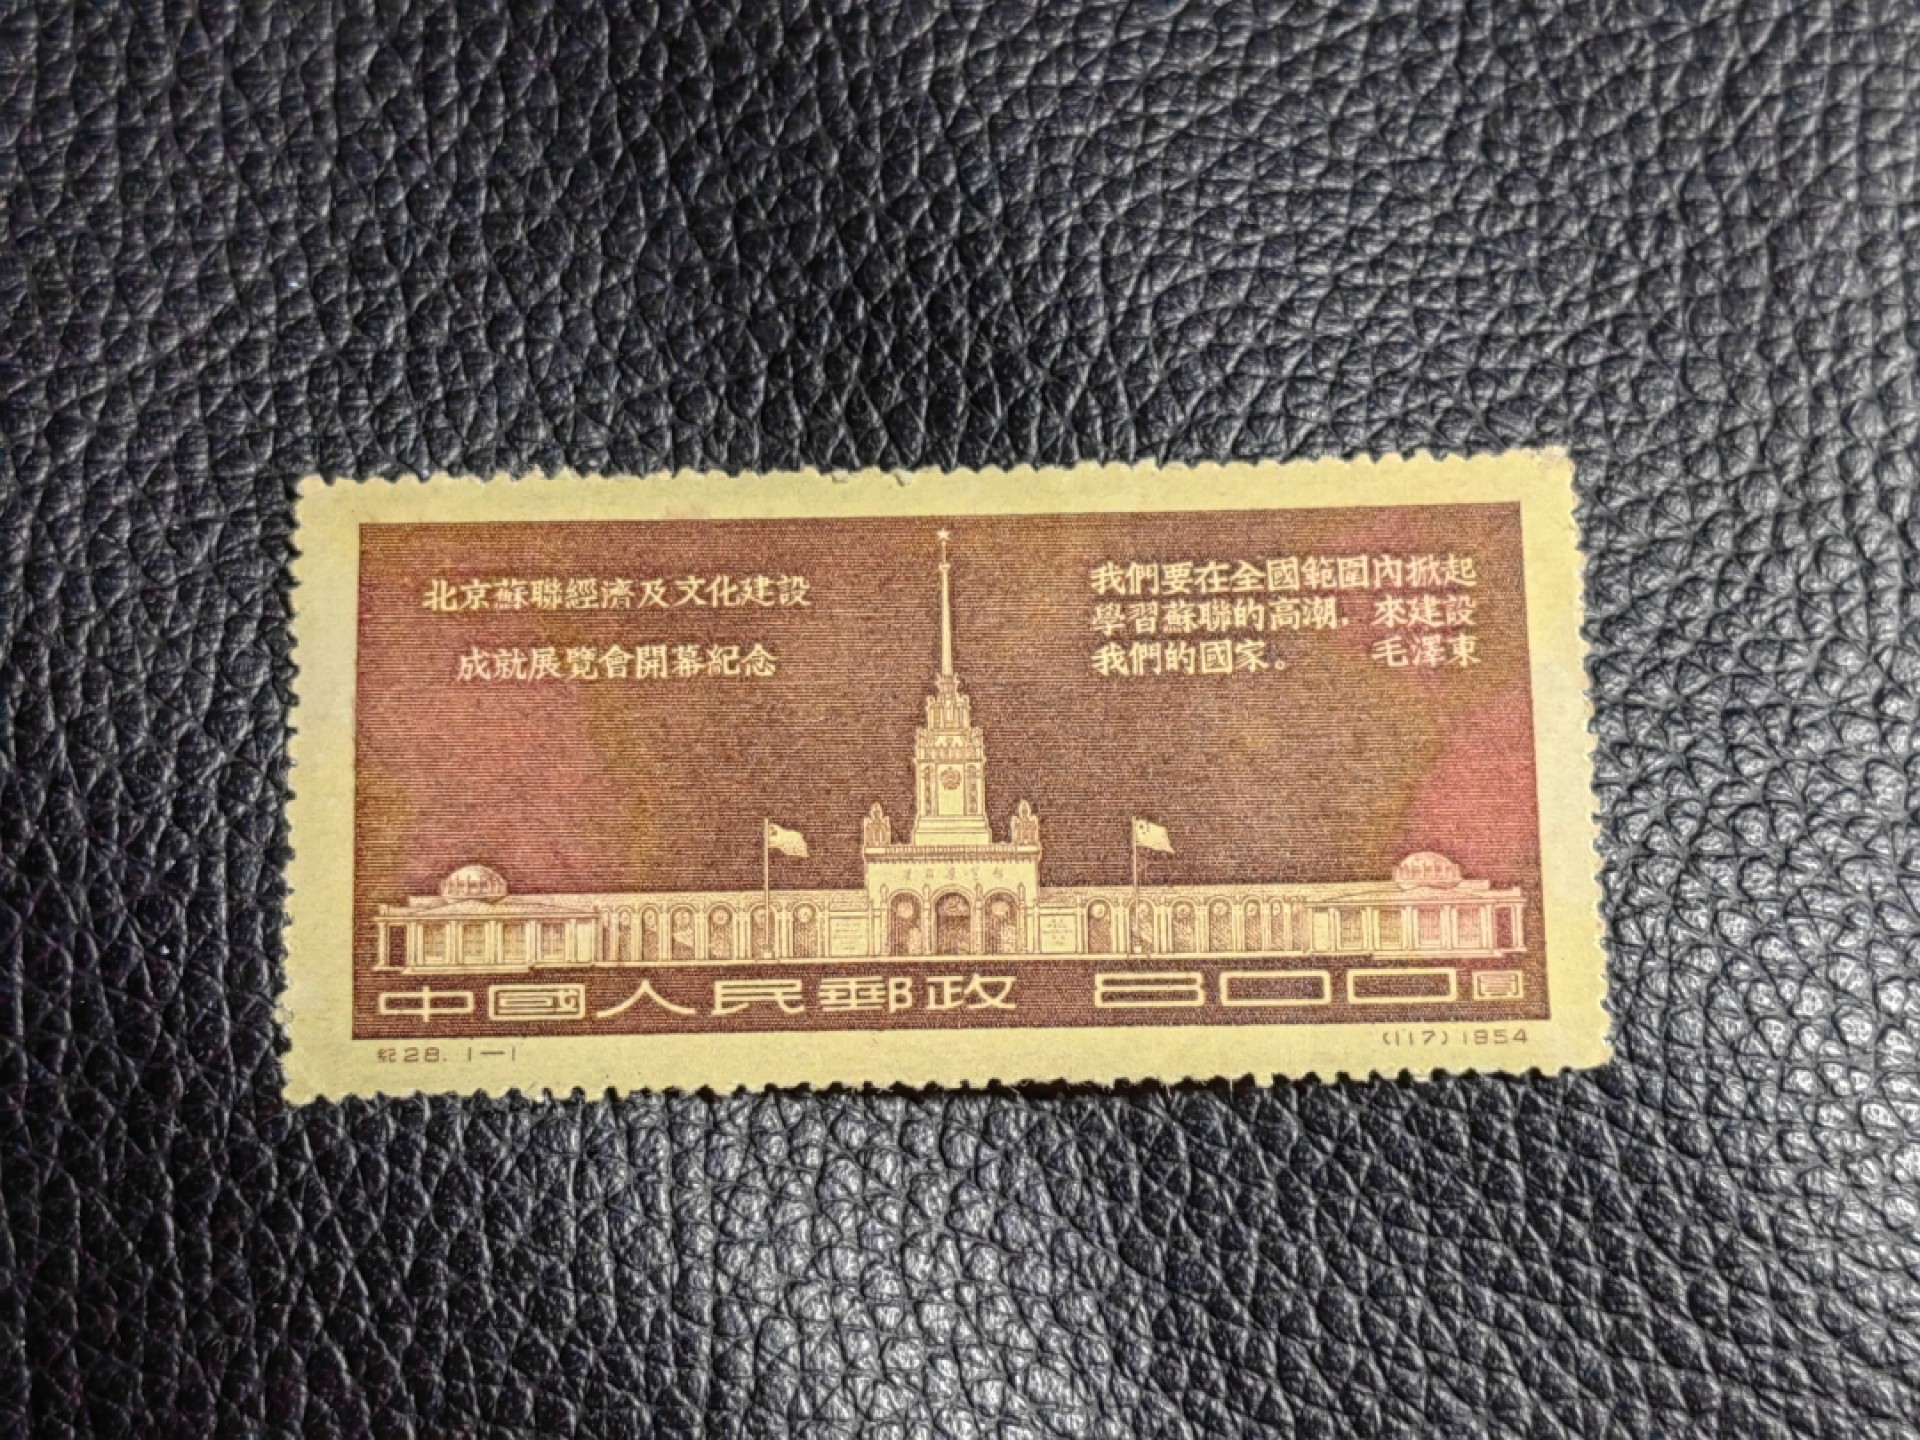 北京蘇聯經濟及文化建設
成就展覽會開幕紀念
我們要在全國範圍內掀起
學習蘇聯的高潮，來建設
我們的國家。 毛澤東
中國人民郵政 800圓
紀28. 1—1
(117) 1954